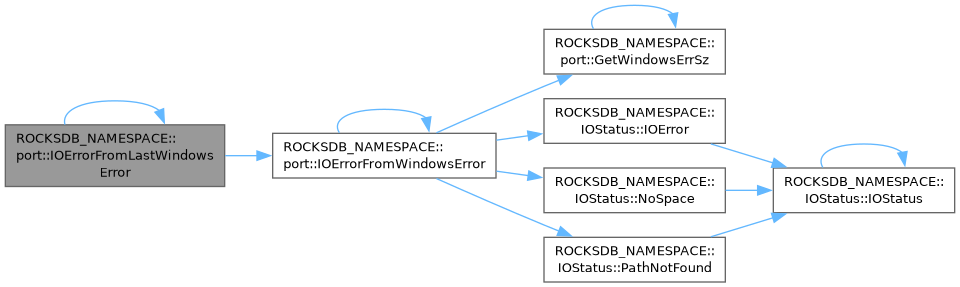 ROCKSDB_NAMESPACE::
port::IOErrorFromLastWindows
Error
ROCKSDB_NAMESPACE::
port::IOErrorFromWindowsError
ROCKSDB_NAMESPACE::
port::GetWindowsErrSz
ROCKSDB_NAMESPACE::
IOStatus::IOError
ROCKSDB_NAMESPACE::
IOStatus::NoSpace
ROCKSDB_NAMESPACE::
IOStatus::PathNotFound
ROCKSDB_NAMESPACE::
IOStatus::IOStatus